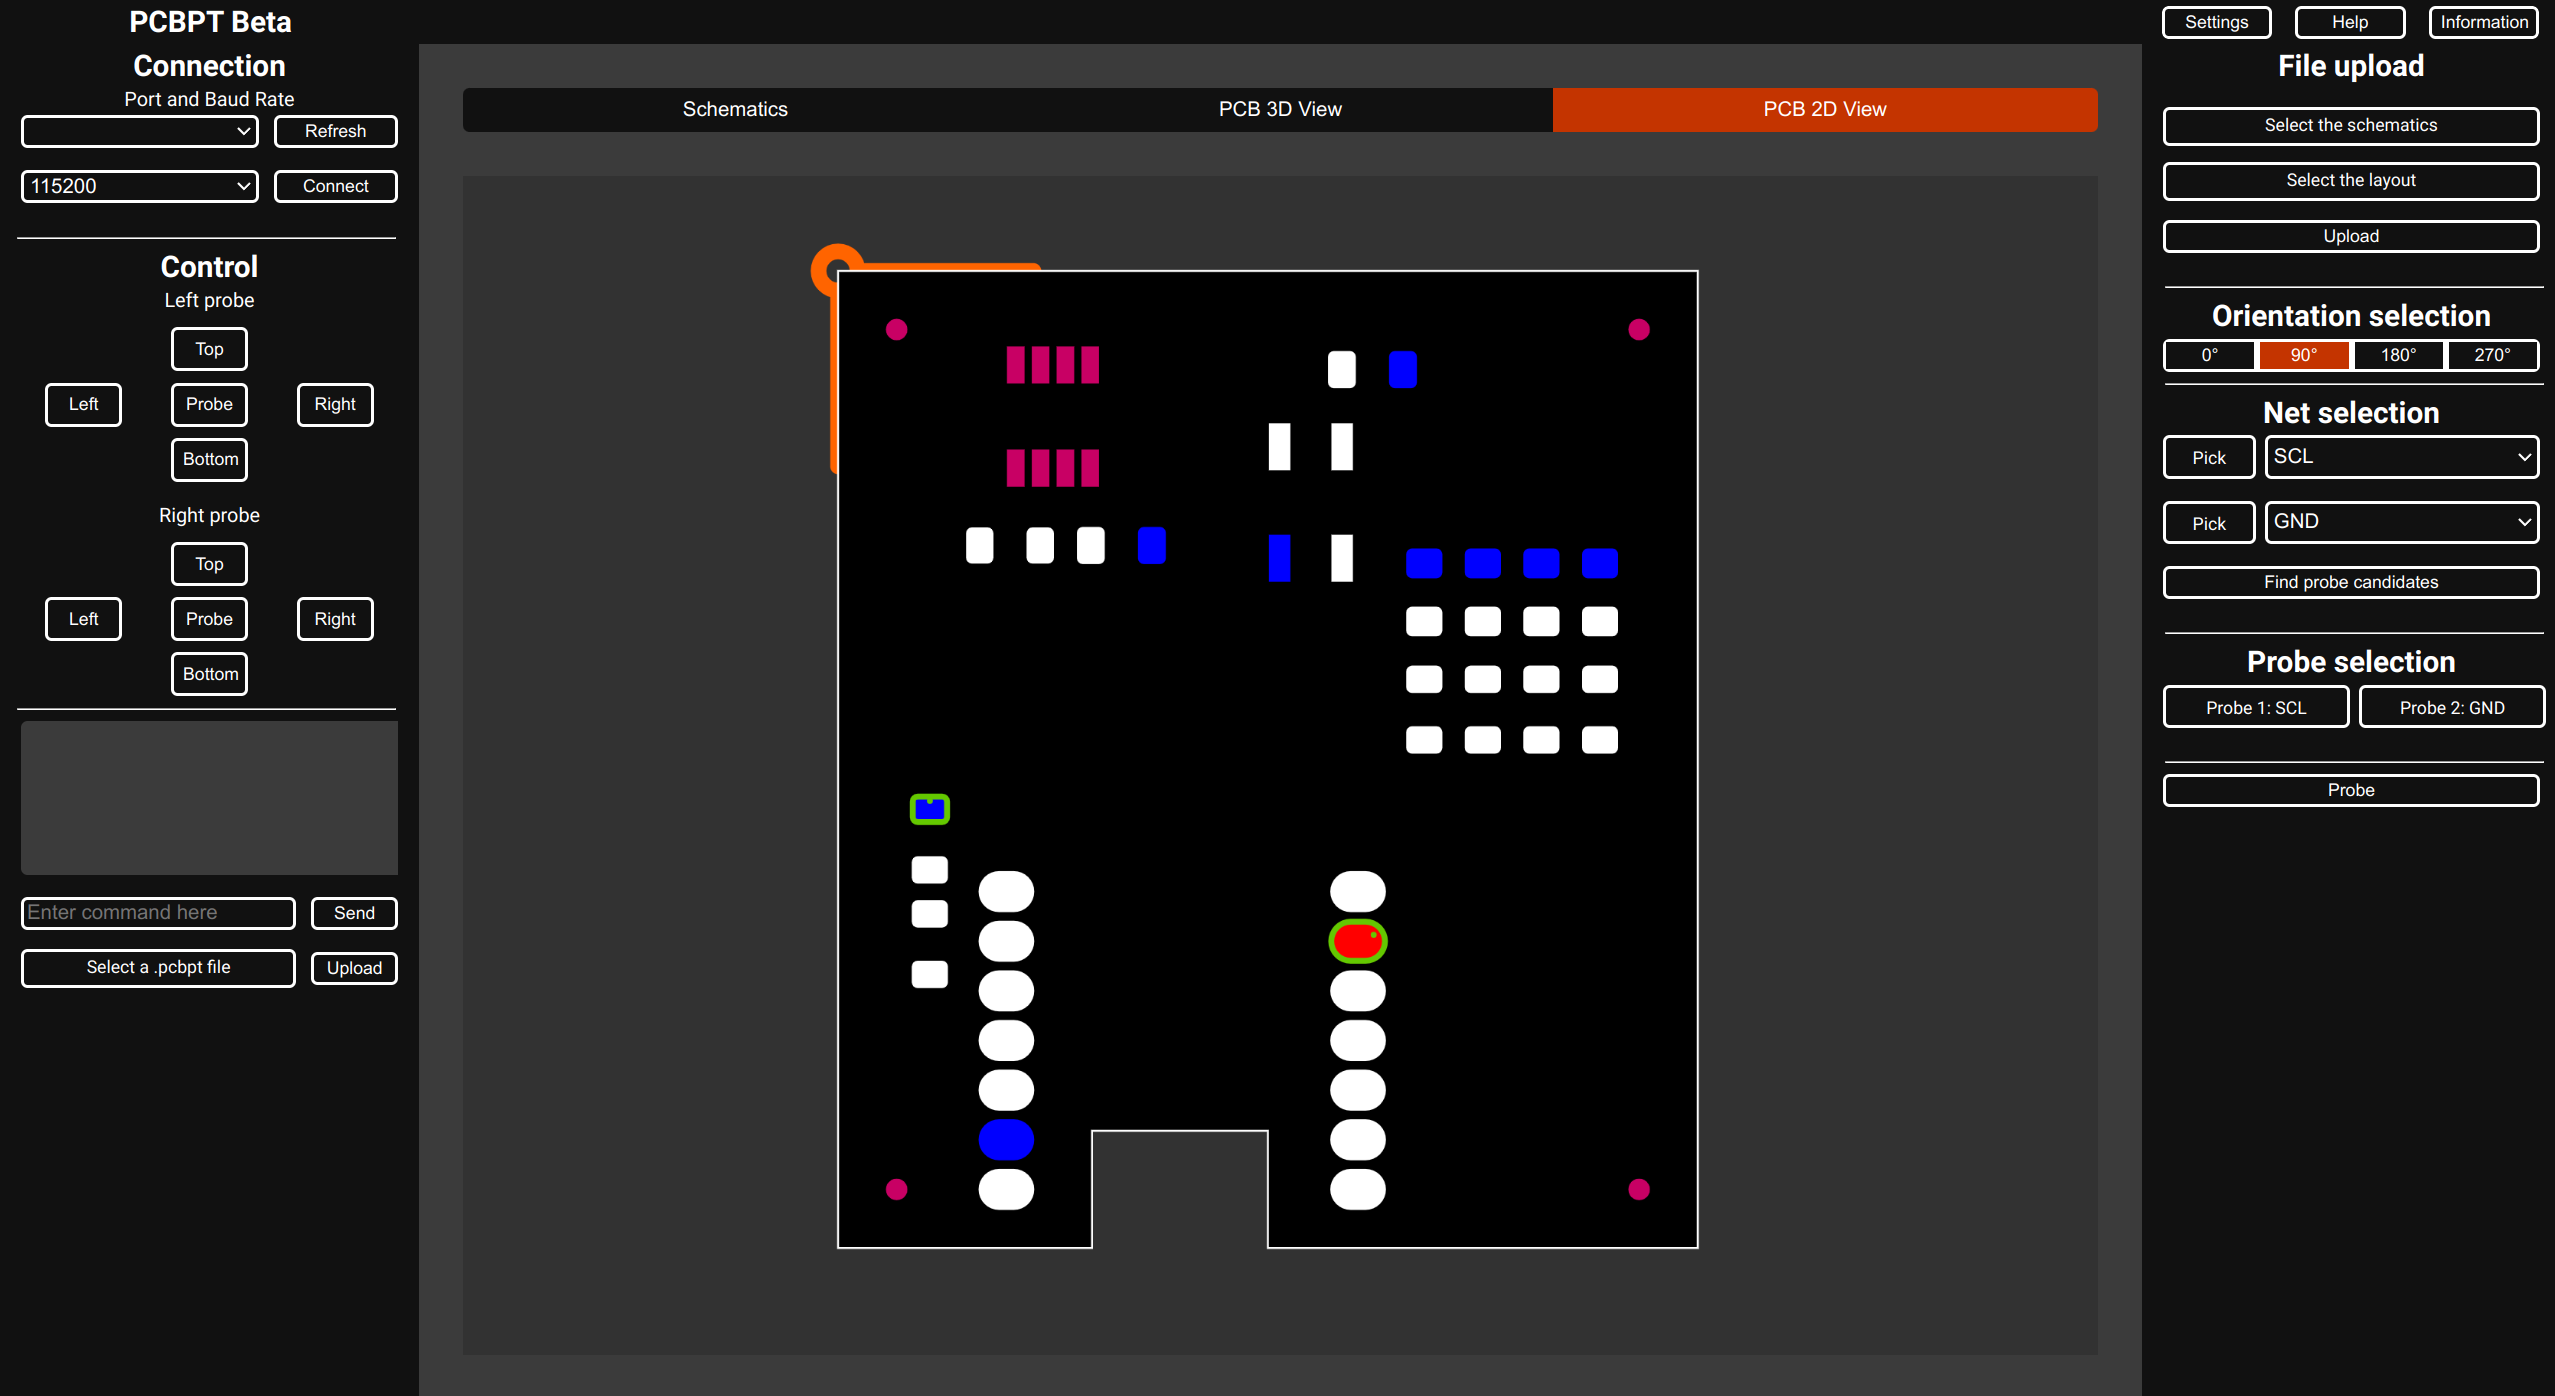 PCBPT Beta
Connection
Port and Baud Rate
Refresh
115200
Connect
Control
Left probe
Top
Left
Probe
Right
Bottom
Right probe
Top
Left
Probe
Right
Bottom
Enter command here
Send
Select a .pcbpt file
Upload
Schematics
PCB 3D View
PCB 2D View
Settings
Help
Information
File upload
Select the schematics
Select the layout
Upload
Orientation selection
0°
90°
180°
270°
Net selection
Pick
SCL
Pick
GND
Find probe candidates
Probe selection
Probe 1: SCL
Probe 2: GND
Probe